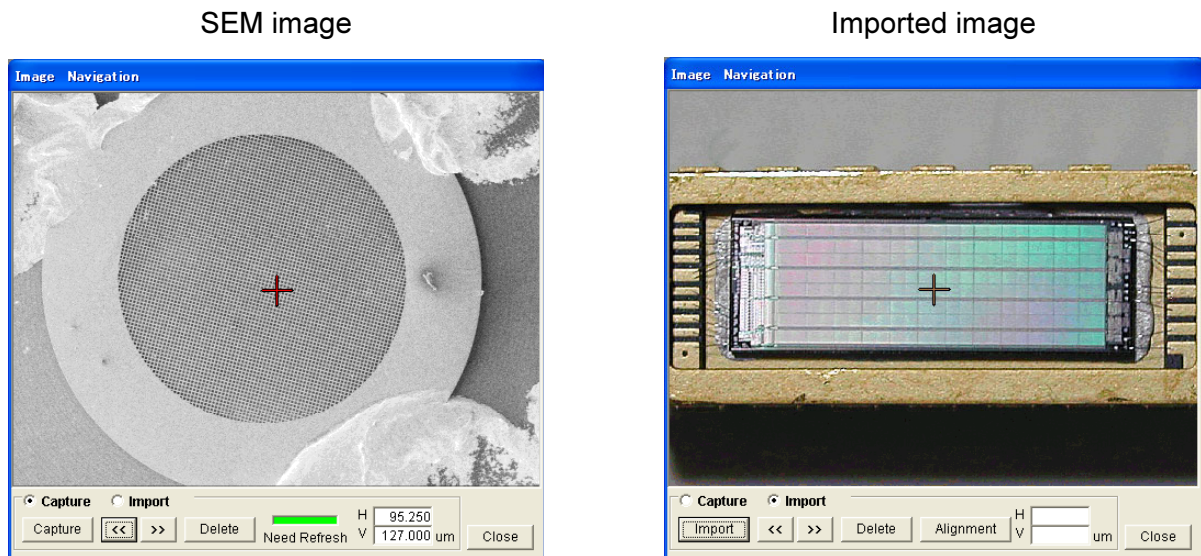 SEM image
Image Navigation
Capture Import
Capture << >> Delete Need Refresh H 95.250
V 127.000 um Close
Imported image
Image Navigation
Capture Import
Import << >> Delete Alignment H
V um Close